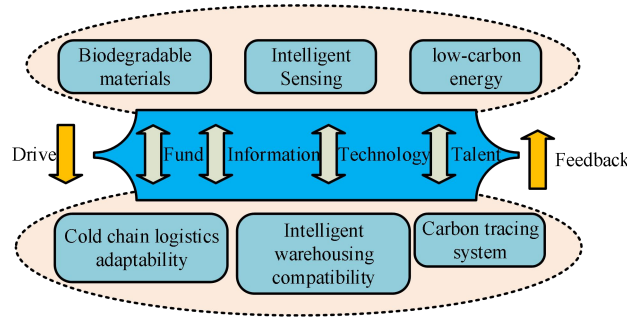 Biodegradable
materials
Intelligent
Sensing
low-carbon
energy
Drive
Fund
Information
Technology
Talent
Feedback
Cold chain logistics
adaptability
Intelligent
warehousing
compatibility
Carbon tracing
system